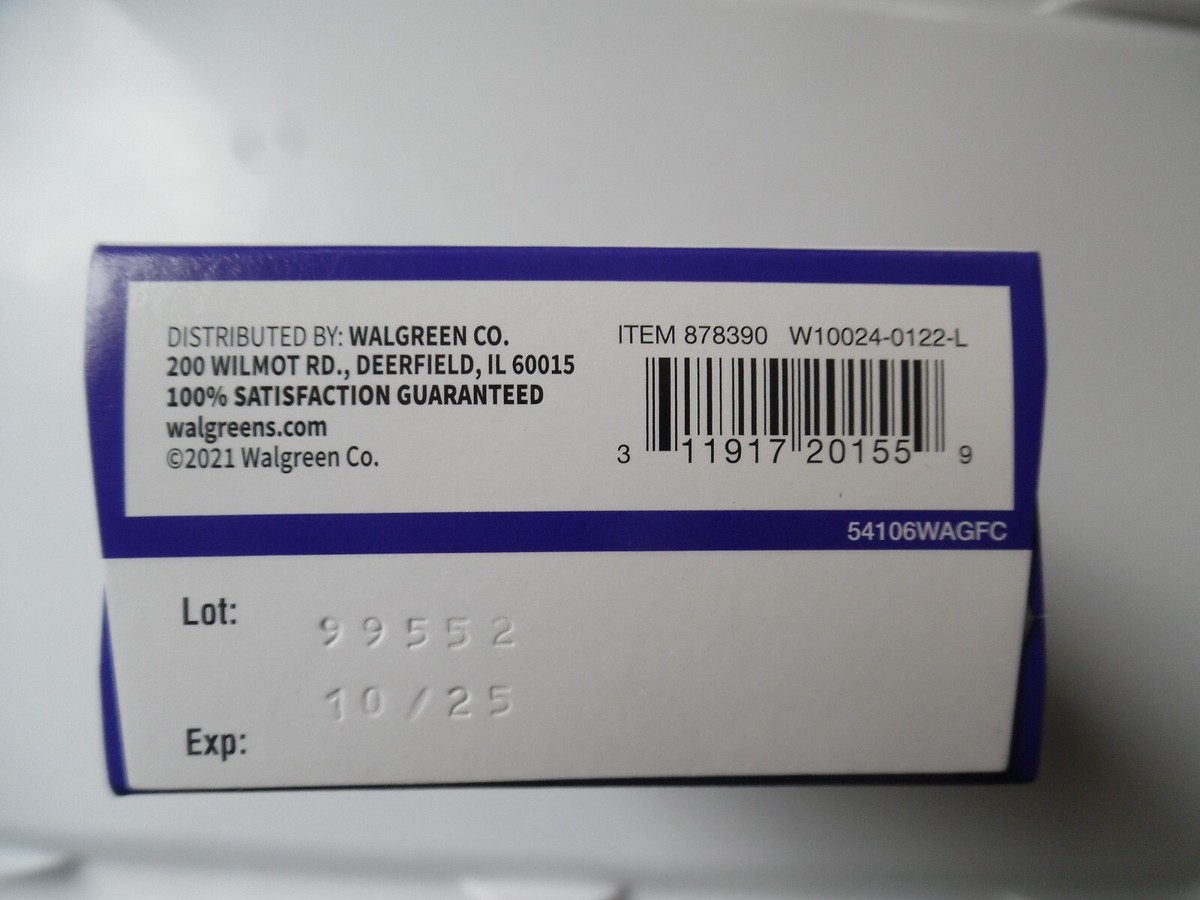 DISTRIBUTED BY: WALGREEN CO.
200 WILMOT RD., DEERFIELD, IL 60015
100% SATISFACTION GUARANTEED
walgreens.com
©2021 Walgreen Co.
ITEM 878390 W10024-0122-L
3 11917 20155 9
54106WAGFC
Lot: 99552
10/25
Exp: